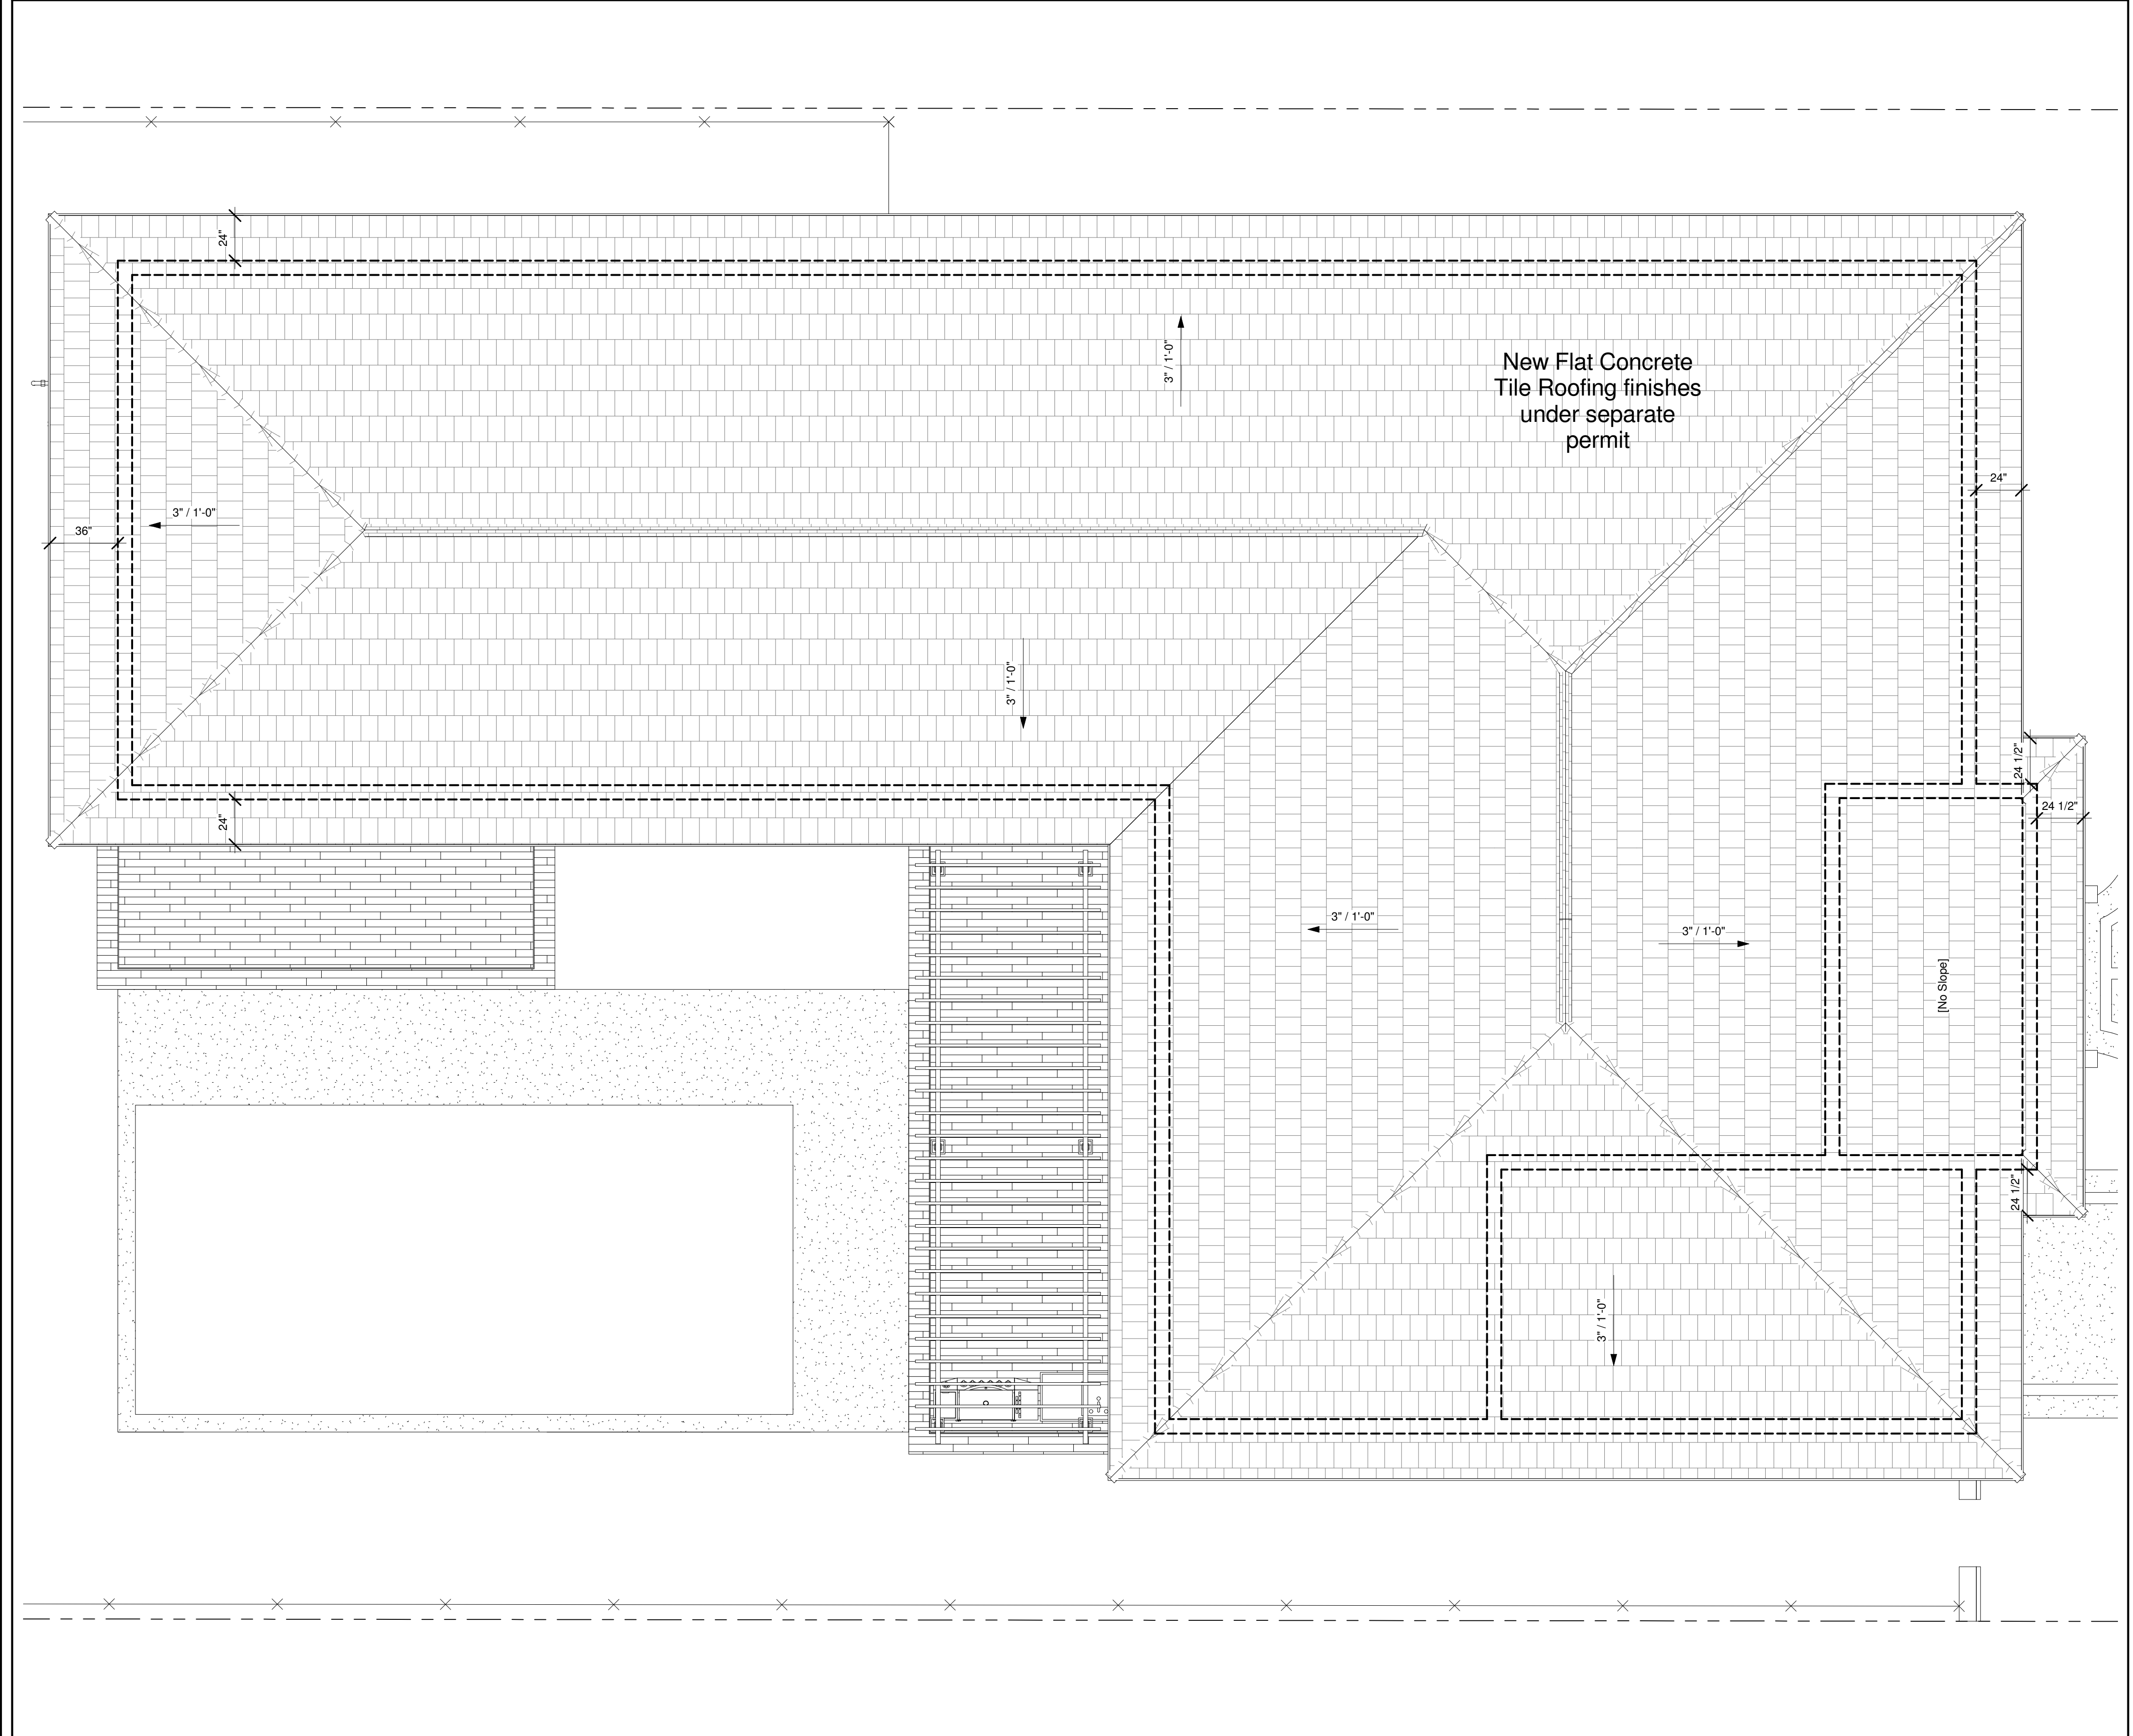 24"
3" / 1'-0"
New Flat Concrete
Tile Roofing finishes
under separate
permit
24"
3" / 1'-0"
36"
3" / 1'-0"
24 1/2"
24 1/2"
24"
3" / 1'-0"
3" / 1'-0"
[No Slope]
24 1/2"
3" / 1'-0"